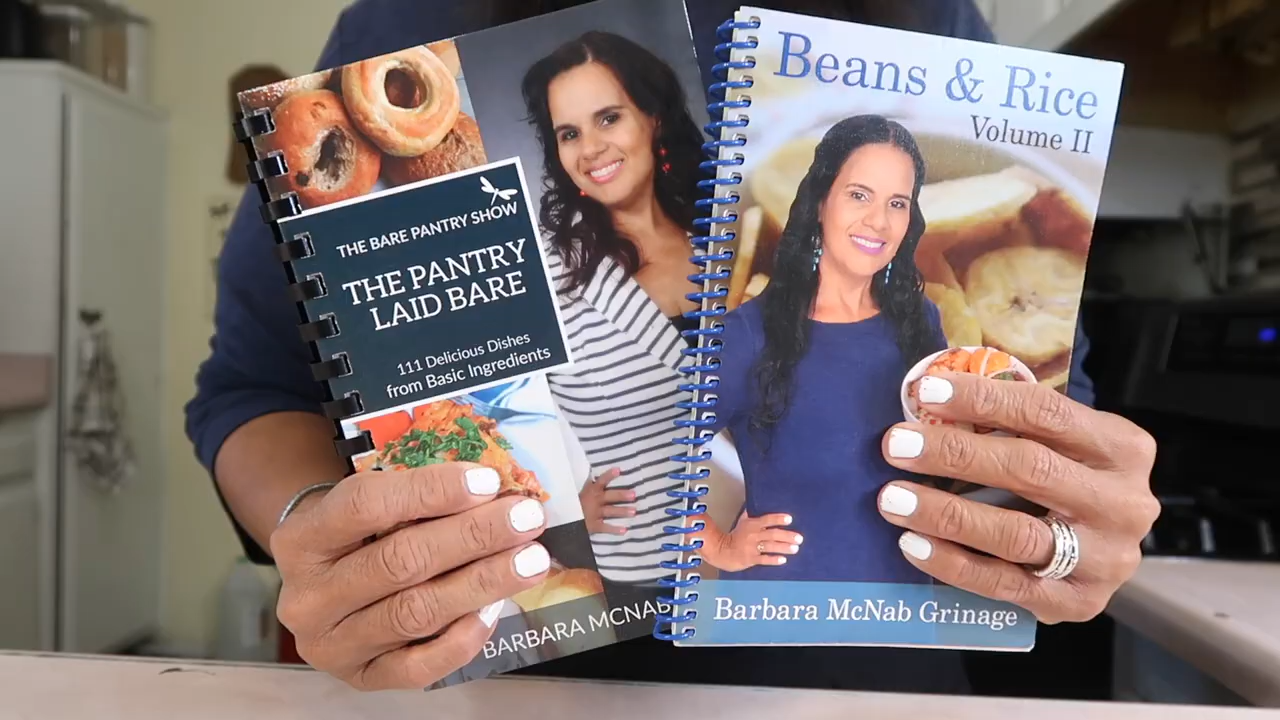 THE BARE PANTRY SHOW
THE PANTRY
LAID BARE
111 Delicious Dishes
from Basic Ingredients
BARBARA MCNAB
Beans & Rice
Volume II
Barbara McNab Grinage